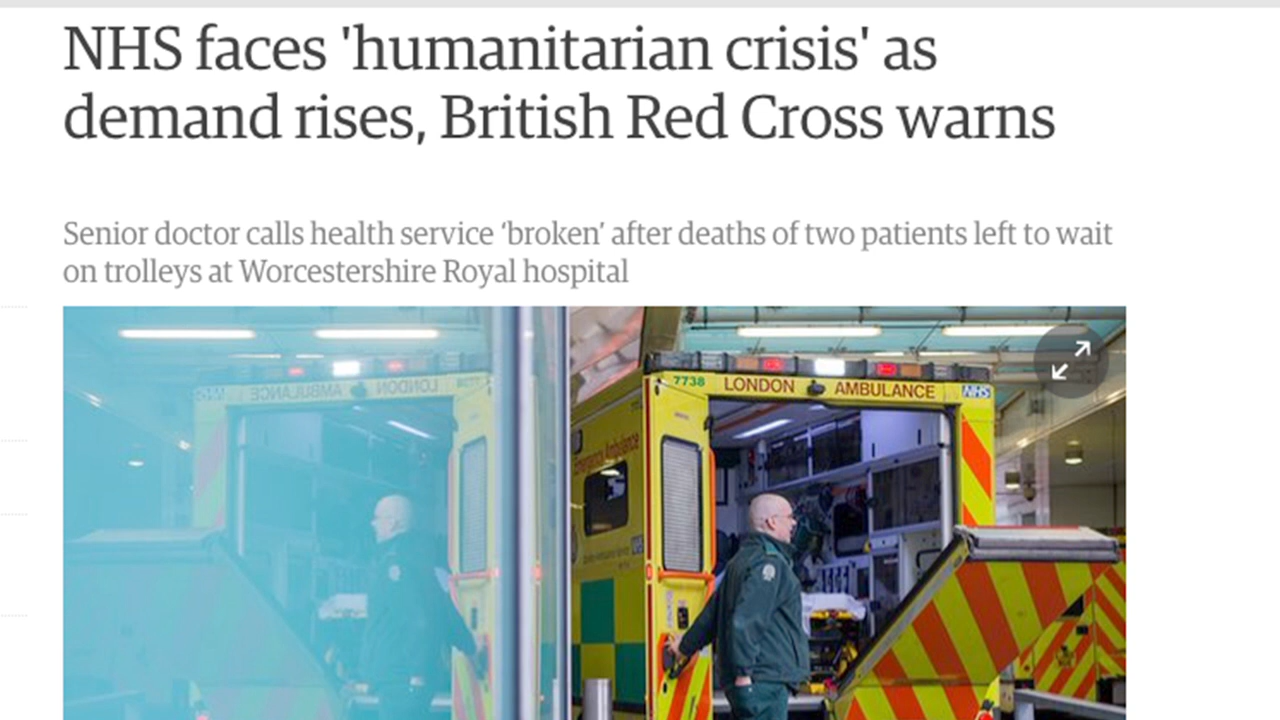 NHS faces 'humanitarian crisis' as
demand rises, British Red Cross warns
Senior doctor calls health service ‘broken’ after deaths of two patients left to wait
on trolleys at Worcestershire Royal hospital
7738 LONDON AMBULANCE NHS
Emergency Ambulance